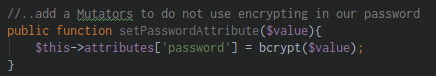 //..add a Mutators to do not use encrypting in our password
public function setPasswordAttribute($value){
    $this->attributes['password'] = bcrypt($value);
}